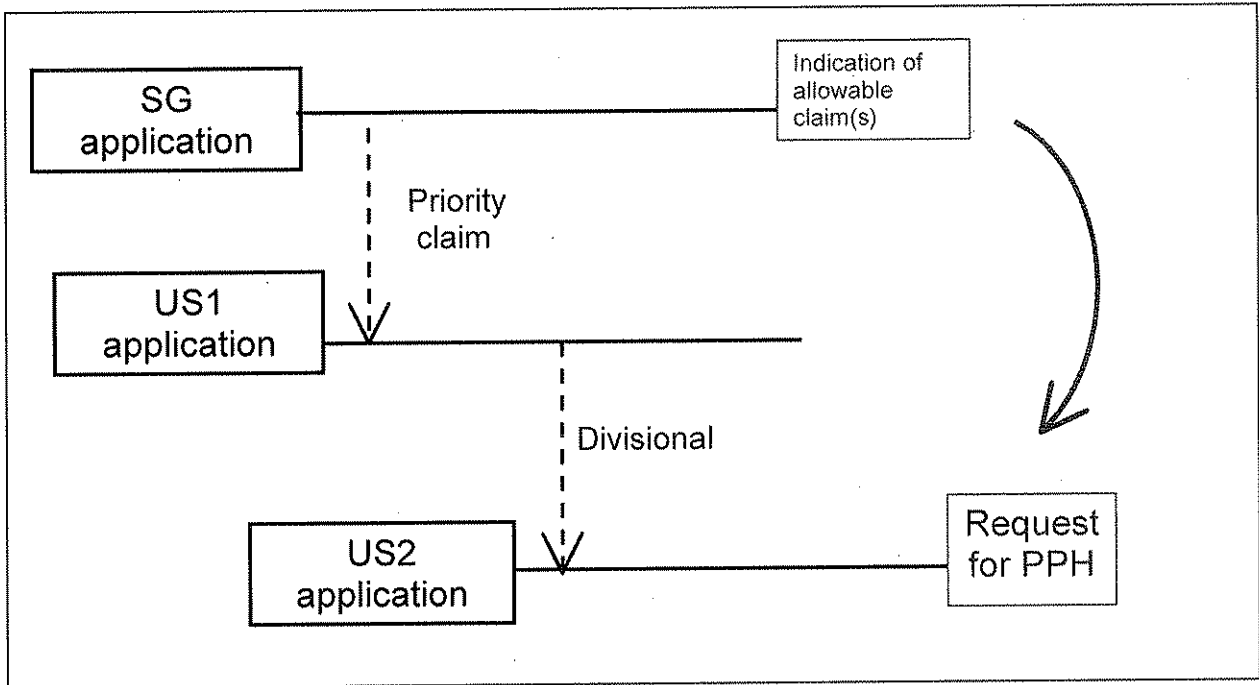 SG
application
Indication of
allowable
claim(s)
Priority
claim
US1
application
Divisional
US2
application
Request
for PPH